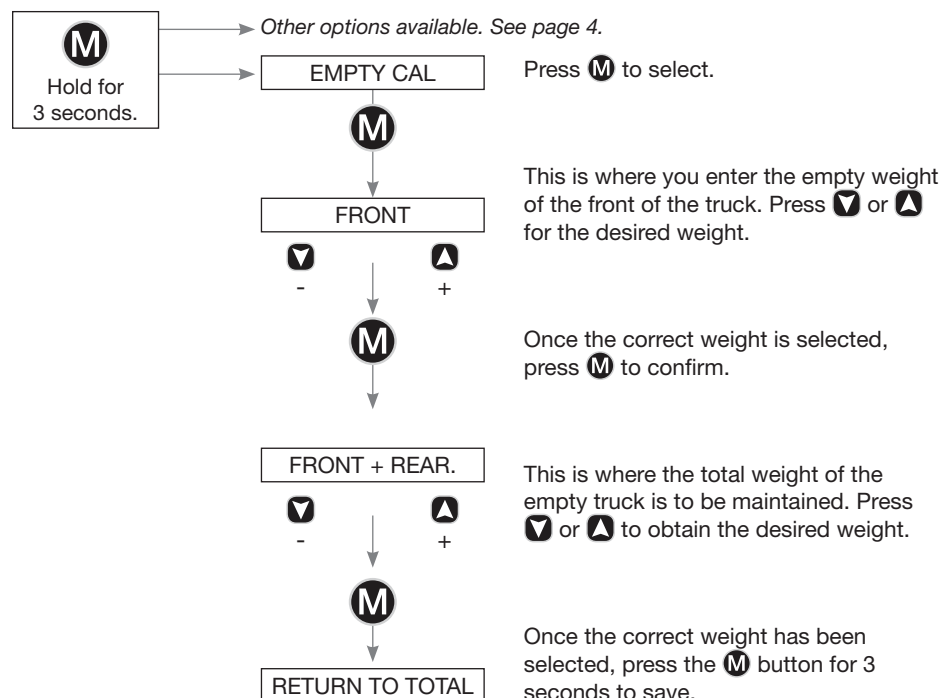 M
Hold for
3 seconds.
Other options available. See page 4.
EMPTY CAL
Press M to select.
M
FRONT
This is where you enter the empty weight
of the front of the truck. Press or
for the desired weight.
- +
M
Once the correct weight is selected,
press M to confirm.
FRONT + REAR.
This is where the total weight of the
empty truck is to be maintained. Press
or to obtain the desired weight.
- +
M
RETURN TO TOTAL
Once the correct weight has been
selected, press the M button for 3
seconds to save.